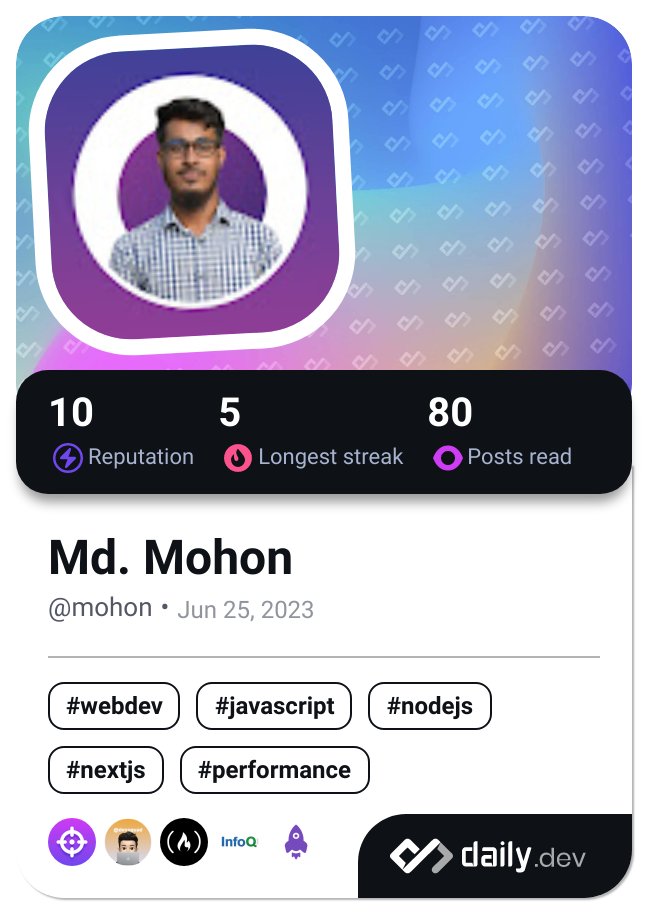 10 5 80
Reputation Longest streak Posts read
Md. Mohon
@mohon • Jun 25, 2023
#webdev #javascript #nodejs
#nextjs #performance
InfoQ
daily.dev